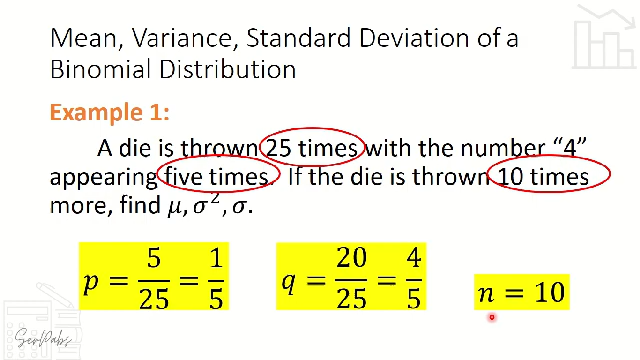 Mean, Variance, Standard Deviation of a
Binomial Distribution
Example 1:
A die is thrown 25 times with the number “4”
appearing five times. If the die is thrown 10 times
more, find μ, σ², σ.
p = 5/25 = 1/5
q = 20/25 = 4/5
n = 10
SerPabs